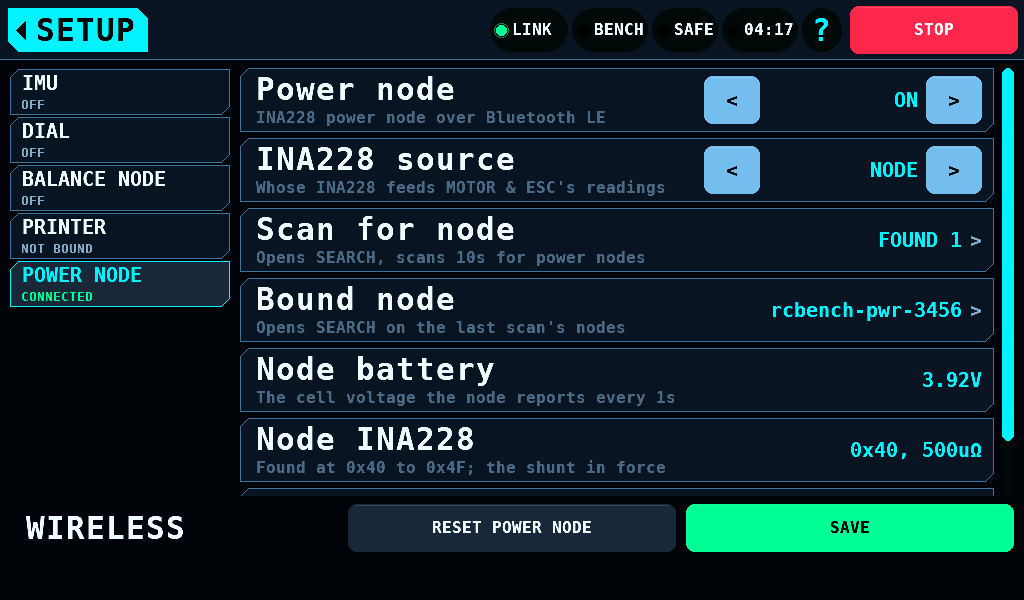 SETUP
LINK
BENCH
SAFE
04:17
?
STOP
IMU
OFF
DIAL
OFF
BALANCE NODE
OFF
PRINTER
NOT BOUND
POWER NODE
CONNECTED
Power node
INA228 power node over Bluetooth LE
<
ON
>
INA228 source
Whose INA228 feeds MOTOR & ESC's readings
<
NODE
>
Scan for node
Opens SEARCH, scans 10s for power nodes
FOUND 1 >
Bound node
Opens SEARCH on the last scan's nodes
rcbench-pwr-3456 >
Node battery
The cell voltage the node reports every 1s
3.92V
Node INA228
Found at 0x40 to 0x4F; the shunt in force
0x40, 500uΩ
WIRELESS
RESET POWER NODE
SAVE